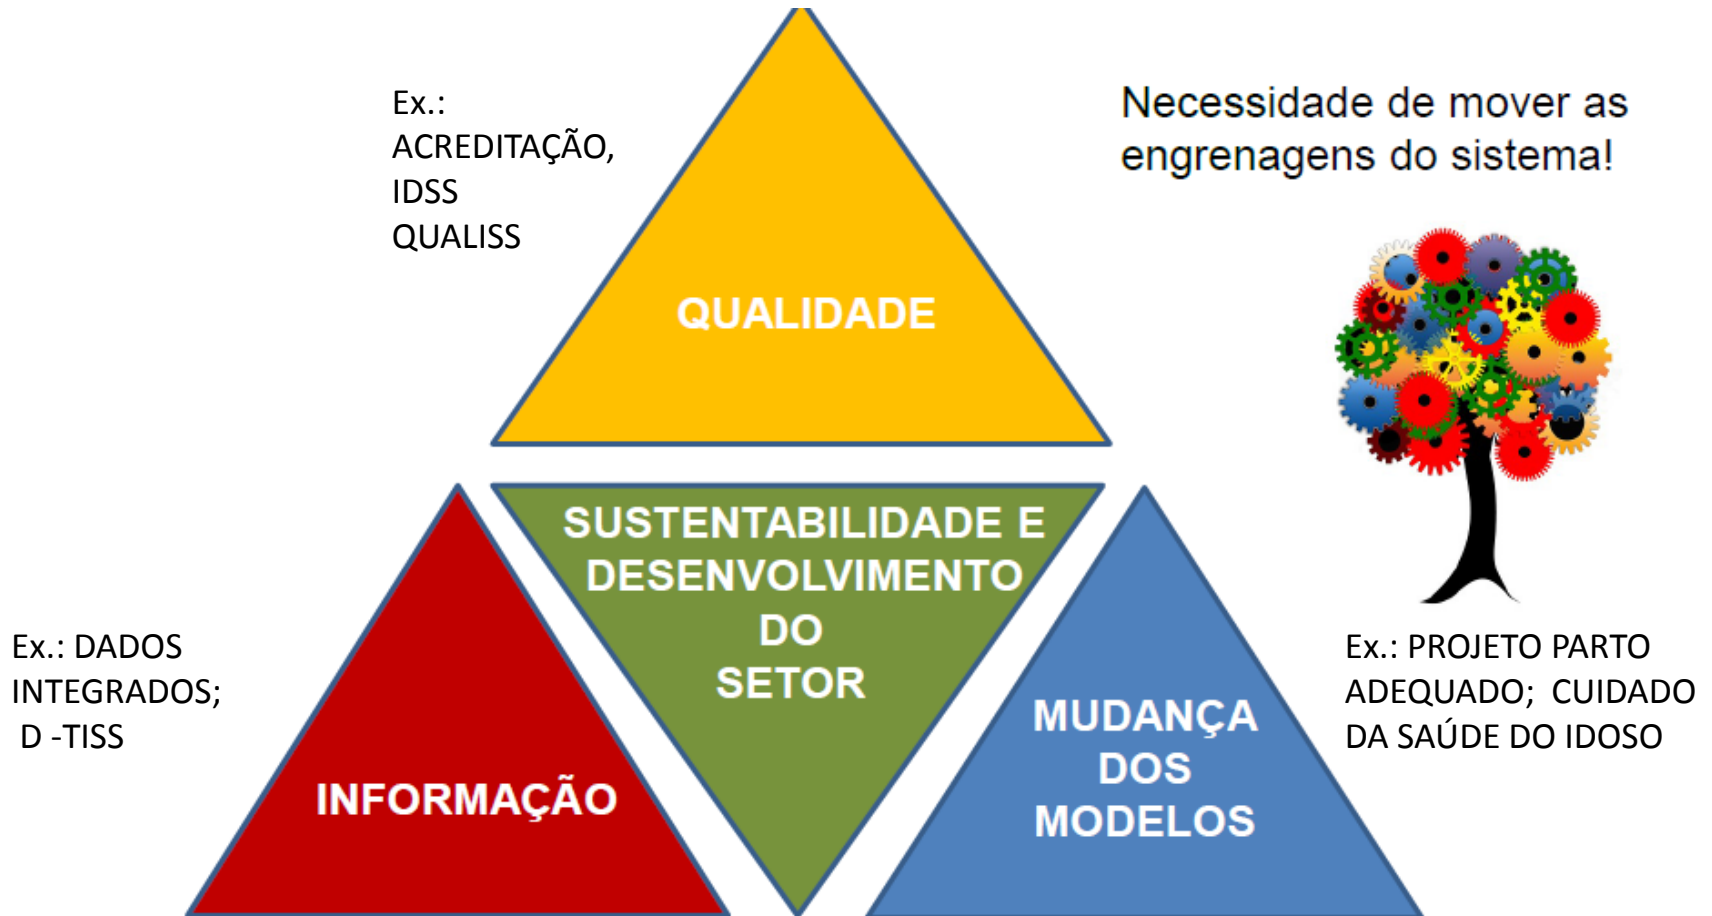 Ex.:
ACREDITAÇÃO,
IDSS
QUALISS
Necessidade de mover as
engrenagens do sistema!
QUALIDADE
SUSTENTABILIDADE E
DESENVOLVIMENTO
DO
SETOR
Ex.: DADOS
INTEGRADOS;
D -TISS
INFORMAÇÃO
MUDANÇA
DOS
MODELOS
Ex.: PROJETO PARTO
ADEQUADO;  CUIDADO
DA SAÚDE DO IDOSO